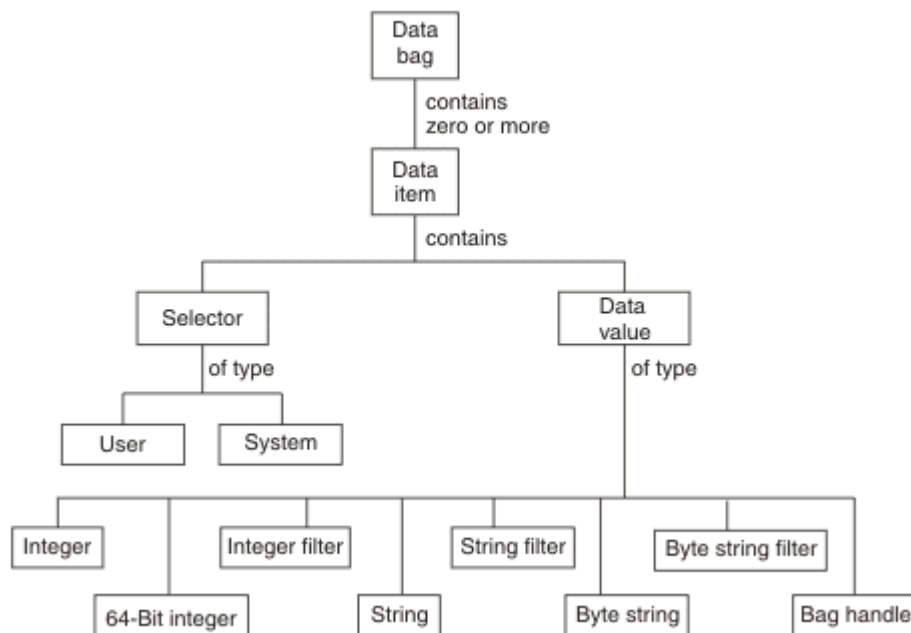 Data
bag
contains
zero or more
Data
item
contains
Selector
Data
value
of type
of type
User
System
Integer
Integer filter
String filter
Byte string filter
64-Bit integer
String
Byte string
Bag handle